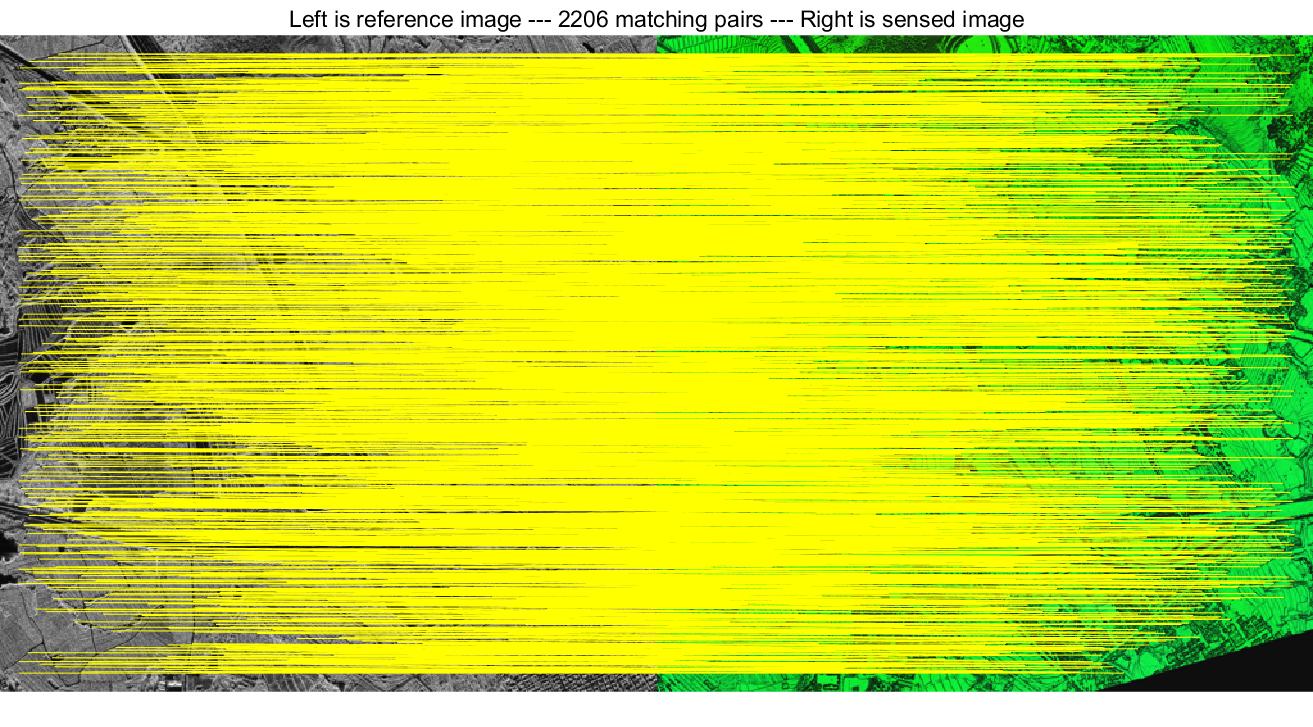 Left is reference image --- 2206 matching pairs --- Right is sensed image